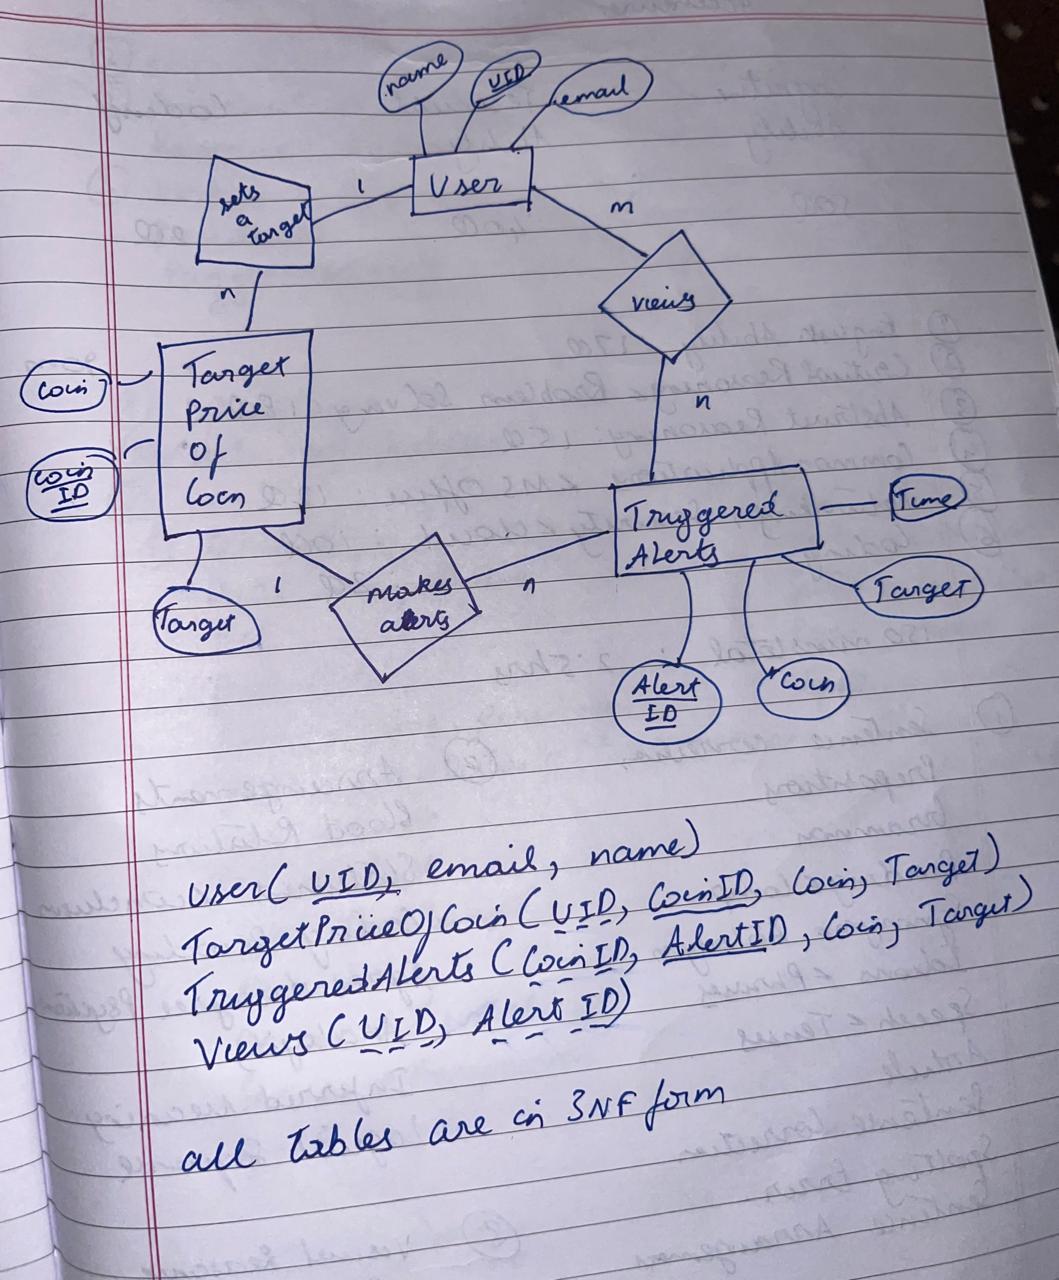 name
UID
email
User
1
m
sets
a
Target
views
n
n
Coin
Target
Price
Of
Coin
Coin
ID
Triggered
Alerts
Time
Target
Makes
alerts
1
n
Target
Alert
ID
Coin
User( UID, email, name)
TargetPriceOfCoin (UID, CoinID, Coin, Target)
TriggeredAlerts (CoinID, AlertID, Coin, Target)
Views (UID, Alert ID)
all tables are in 3NF form